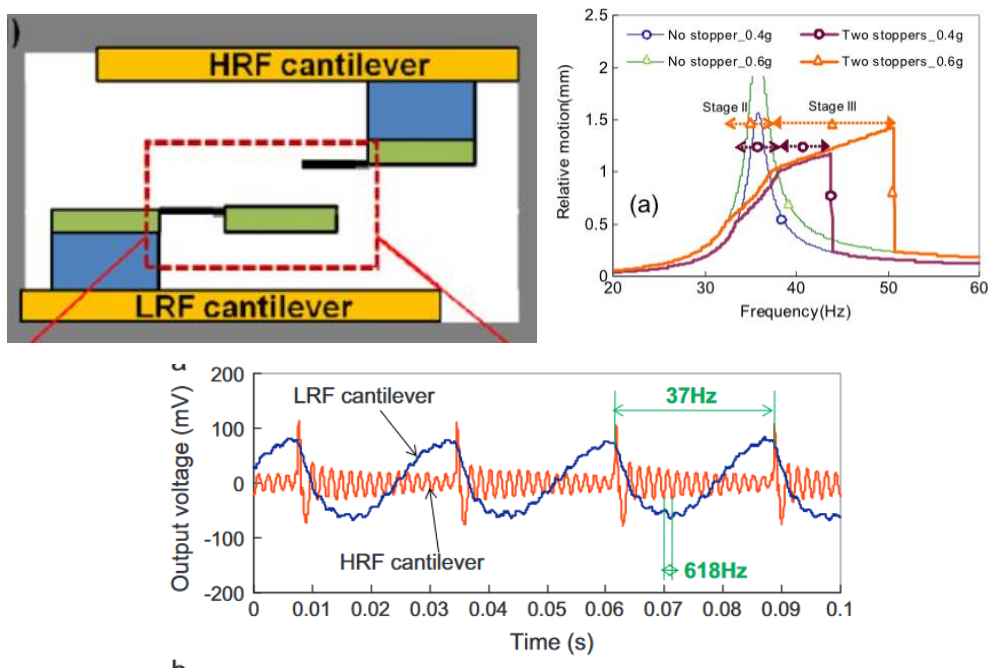 )
HRF cantilever
LRF cantilever
2.5
2
1.5
1
0.5
0
Relative motion(mm)
No stopper_0.4g
Two stoppers_0.4g
No stopper_0.6g
Two stoppers_0.6g
Stage II
Stage III
(a)
20
30
40
50
60
Frequency(Hz)
200
100
0
-100
-200
Output voltage (mV)
LRF cantilever
37Hz
HRF cantilever
618Hz
0
0.01
0.02
0.03
0.04
0.05
0.06
0.07
0.08
0.09
0.1
Time (s)